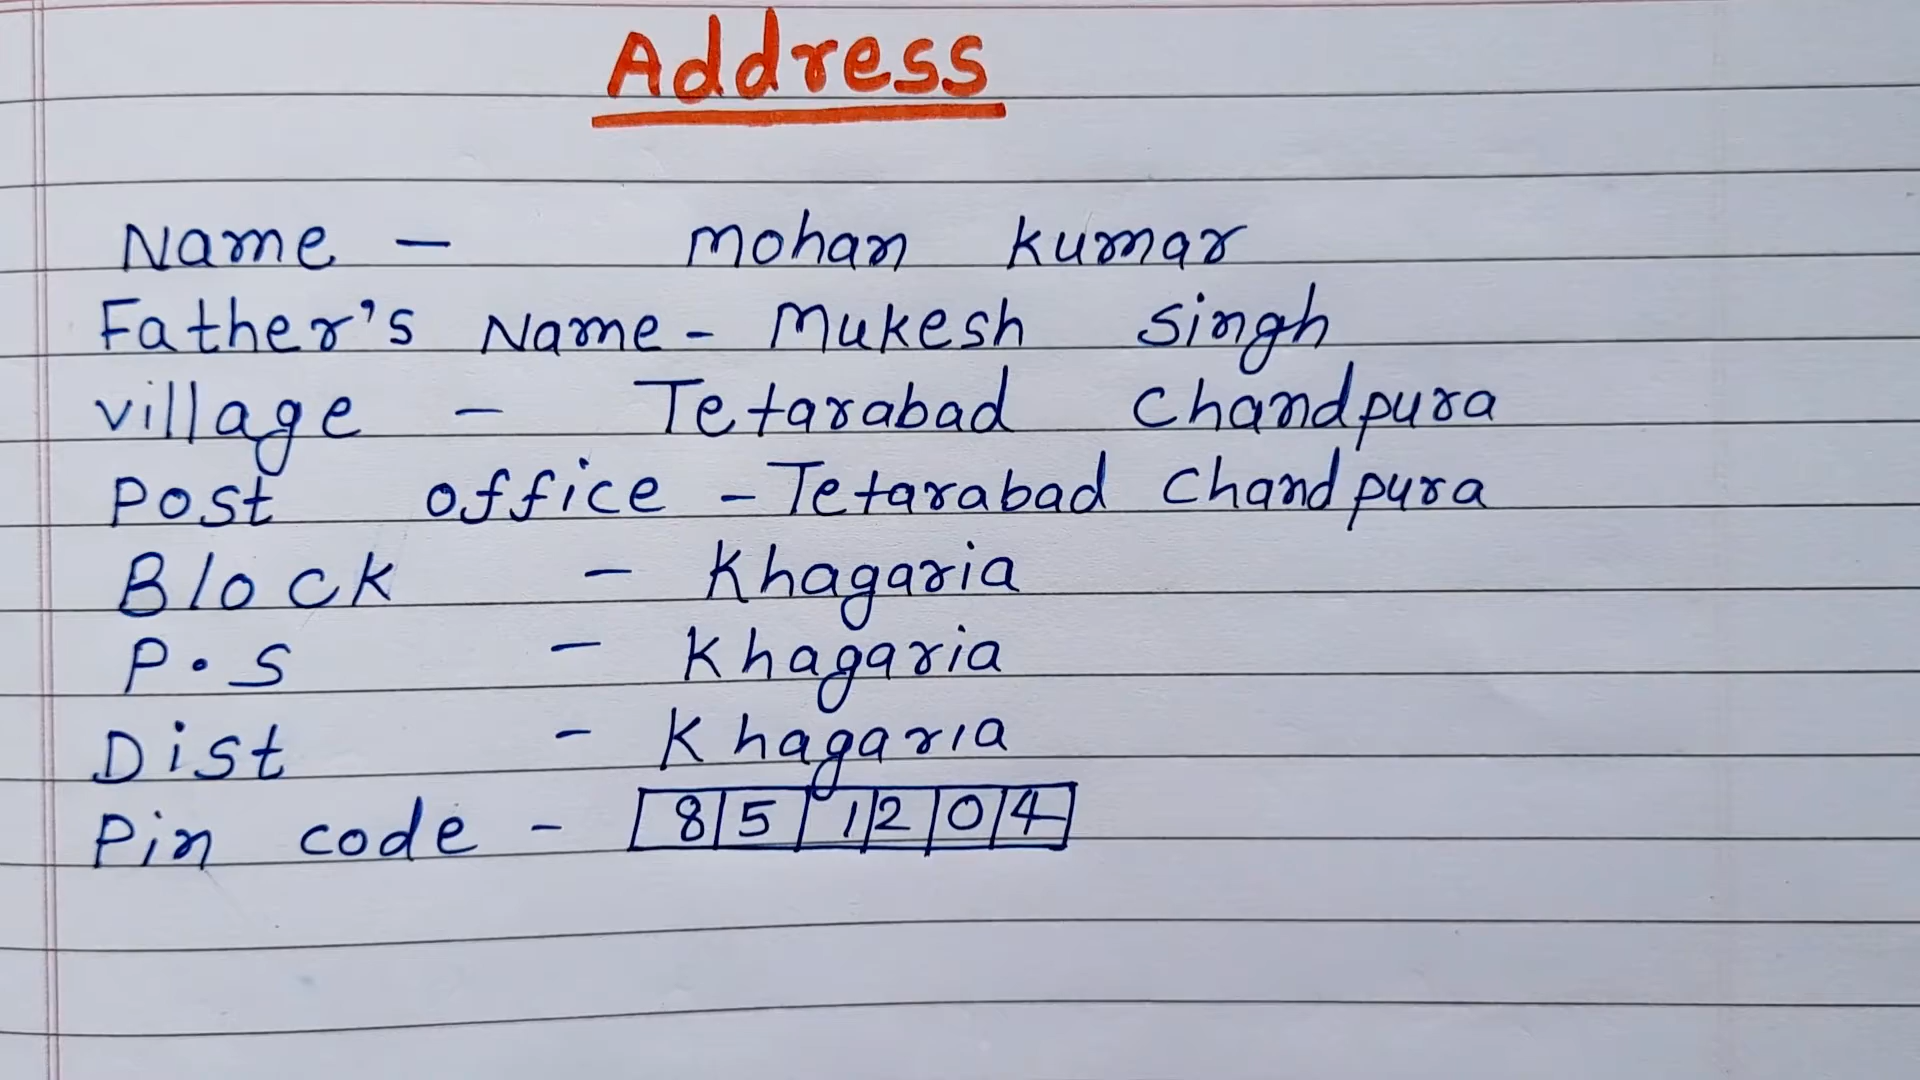 Address
Name - Mohan Kumar
Father's Name - Mukesh Singh
Village - Tetarabad Chandpura
Post office - Tetarabad Chandpura
Block - Khagaria
P.S - Khagaria
Dist - Khagaria
Pin code - 851204